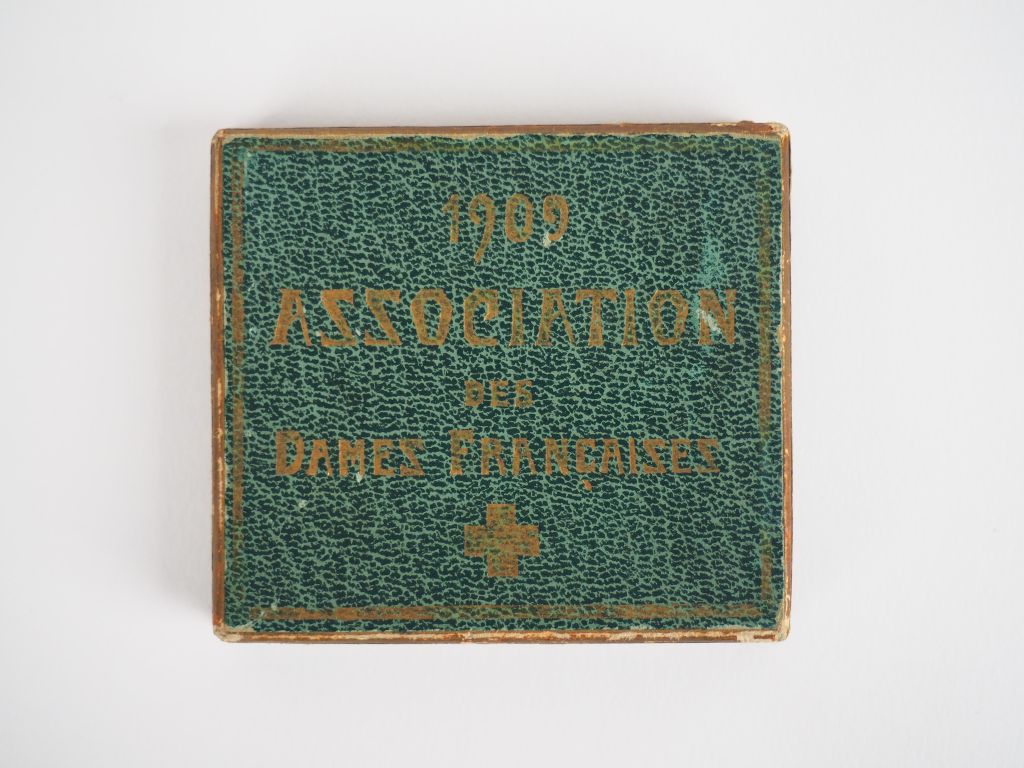 1909
ASSOCIATION
DES
DAMES FRANÇAISES